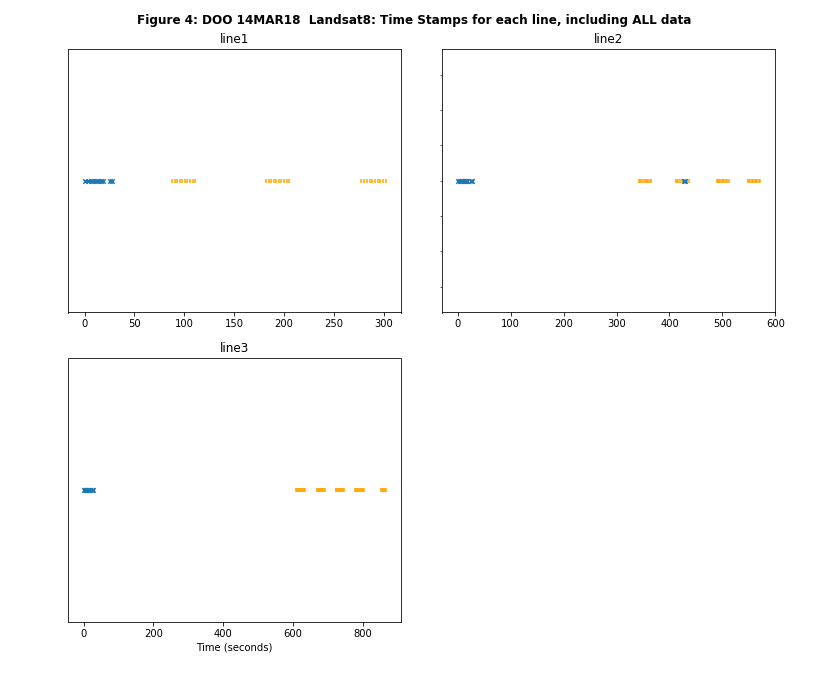 Figure 4: DOO 14MAR18  Landsat8: Time Stamps for each line, including ALL data
line1
0 50 100 150 200 250 300
line2
0 100 200 300 400 500 600
line3
0 200 400 600 800
Time (seconds)